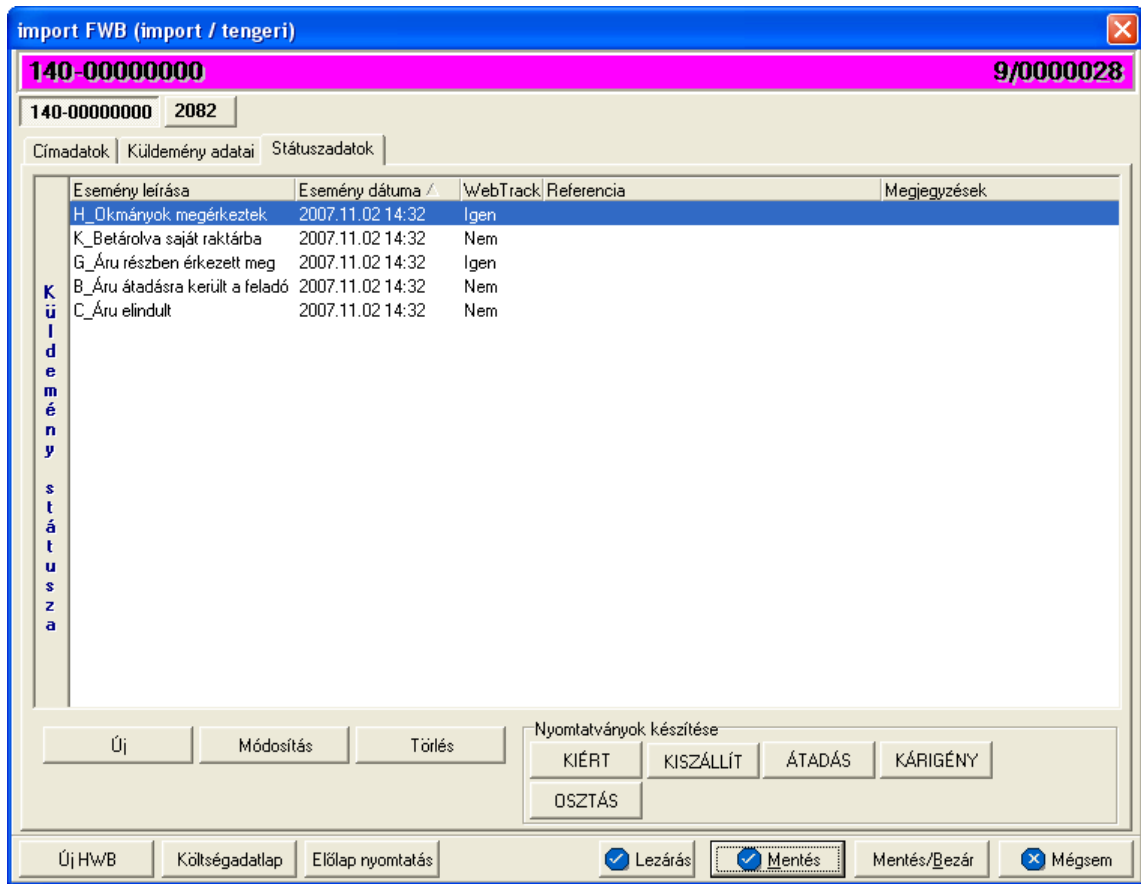 import FWB (import / tengeri)
140-00000000 9/0000028
140-00000000 2082
Címadatok Küldemény adatai Státuszadatok
Esemény leírása Esemény dátuma WebTrack Referencia Megjegyzések
H_Okmányok megérkeztek 2007.11.02 14:32 Igen
K_Betárolva saját raktárba 2007.11.02 14:32 Nem
G_Áru részben érkezett meg 2007.11.02 14:32 Igen
B_Áru átadásra került a feladó 2007.11.02 14:32 Nem
C_Áru elindult 2007.11.02 14:32 Nem
Küldemény státusza
Új Módosítás Törlés
Nyomtatványok készítése
KIÉRT KISZÁLLÍT ÁTADÁS KÁRIGÉNY
OSZTÁS
Új HWB Költségadatlap Előlap nyomtatás Lezárás Mentés Mentés/Bezár Mégsem